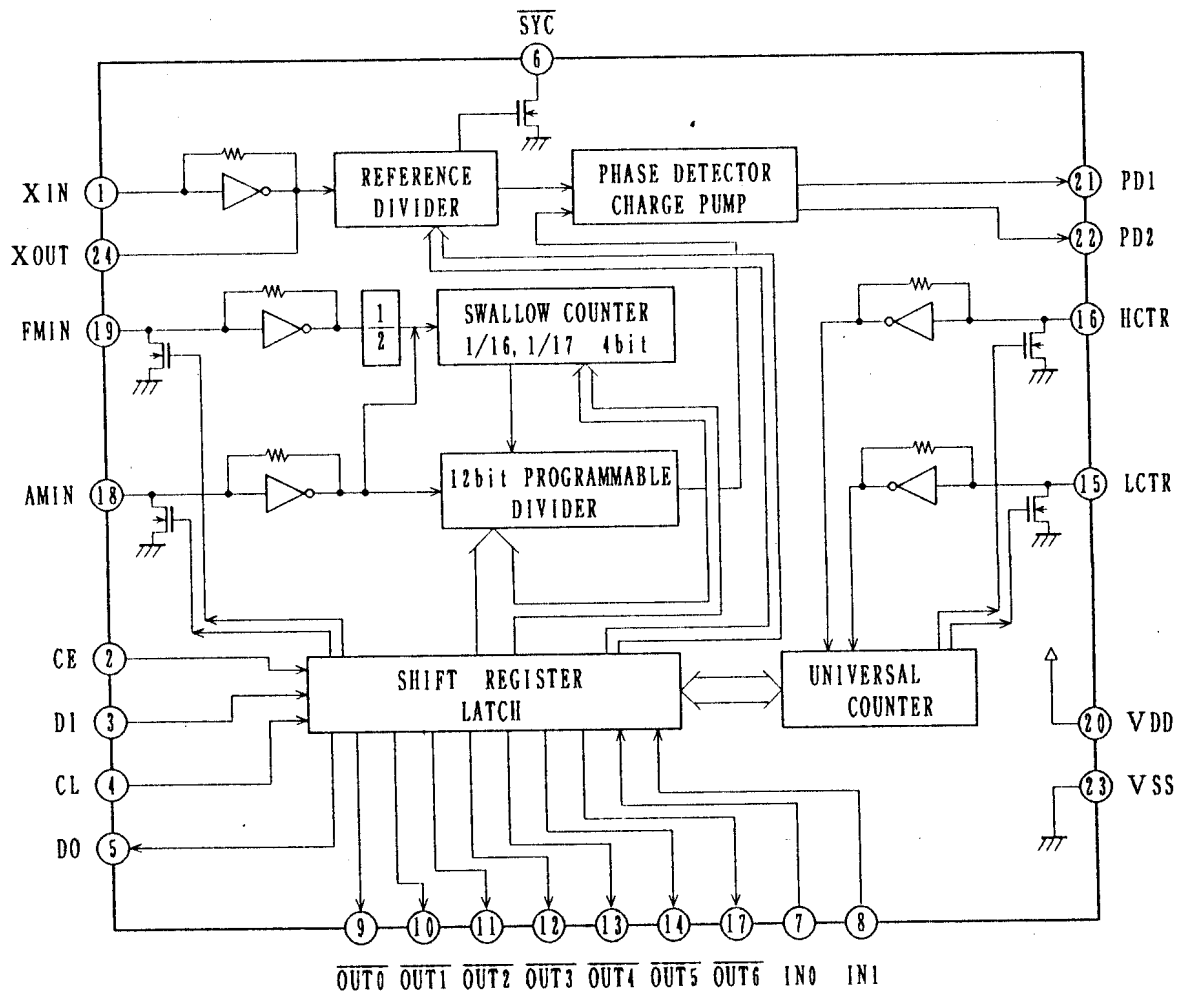 SYC
6
REFERENCE
DIVIDER
PHASE DETECTOR
CHARGE PUMP
XIN
1
21
PD1
XOUT
24
22
PD2
FMIN
19
1
2
SWALLOW COUNTER
1/16, 1/17 4bit
16
HCTR
AMIN
18
12bit PROGRAMMABLE
DIVIDER
15
LCTR
CE
2
SHIFT REGISTER
LATCH
UNIVERSAL
COUNTER
DI
3
20
VDD
CL
4
23
VSS
DO
5
9
10
11
12
13
14
17
7
8
OUT0 OUT1 OUT2 OUT3 OUT4 OUT5 OUT6 IN0 IN1